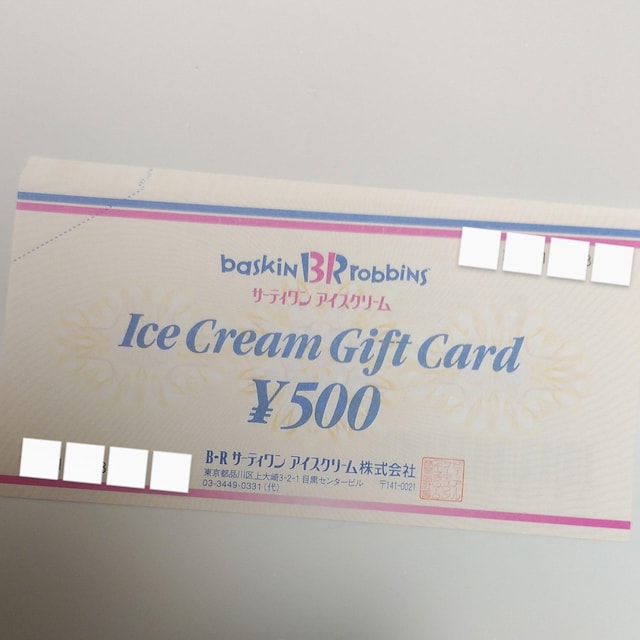 baskin BR robbins
サーティワン アイスクリーム
Ice Cream Gift Card
¥500
B-R サーティワン アイスクリーム株式会社
東京都品川区上大崎3-2-1 目黒センタービル 〒141-0021
03-3449-0331 (代)